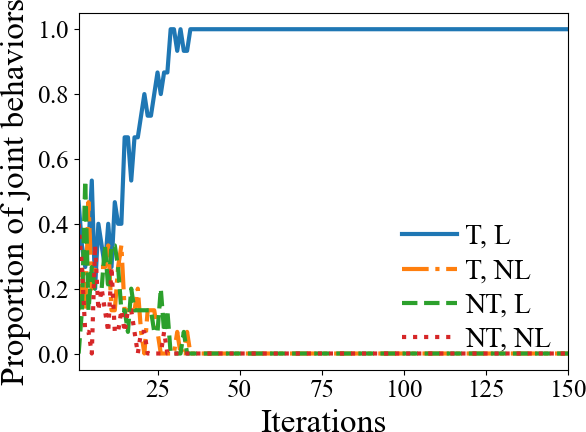 Proportion of joint behaviors
1.0
0.8
0.6
0.4
0.2
0.0
T, L
T, NL
NT, L
NT, NL
25 50 75 100 125 150
Iterations